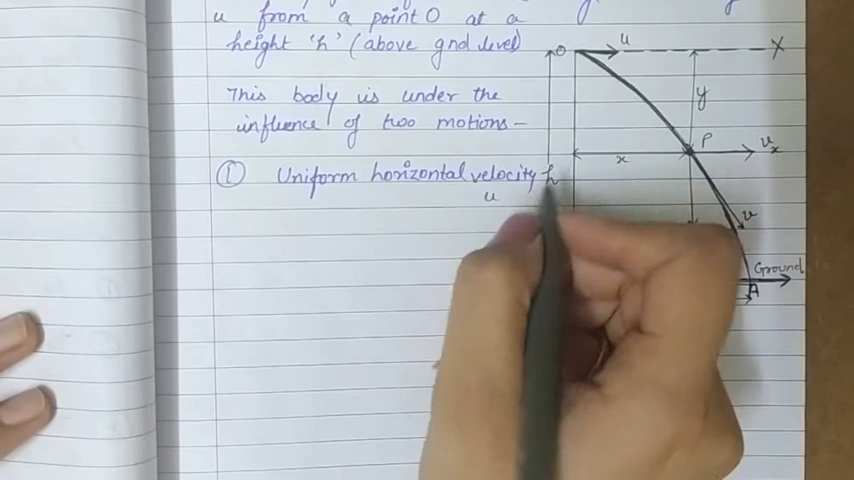 u from a point O at a
height 'h' (above gnd level)
This body is under the
influence of two motions -
① Uniform horizontal velocity
u
O u X
y
P vx
x
h
v
Ground
A